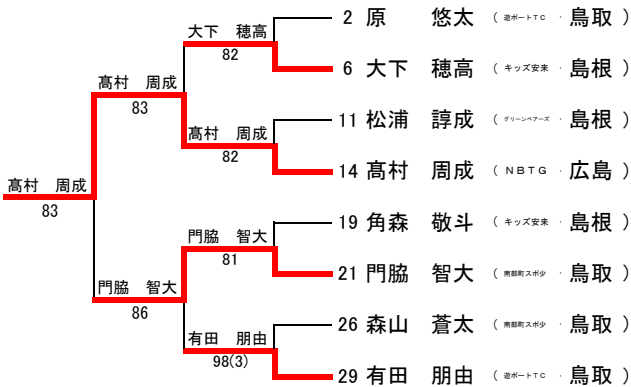 2 原 悠太 ( 遊ポートTC ・ 鳥取 )
大下 穂高
82
6 大下 穂高 ( キッズ安来 ・ 島根 )
髙村 周成
83
11 松浦 諄成 ( グリーンベアーズ ・ 島根 )
髙村 周成
82
14 髙村 周成 ( NBTG ・ 広島 )
髙村 周成
83
19 角森 敬斗 ( キッズ安来 ・ 島根 )
門脇 智大
81
21 門脇 智大 ( 南部町スポ少 ・ 鳥取 )
門脇 智大
86
26 森山 蒼太 ( 南部町スポ少 ・ 鳥取 )
有田 朋由
98(3)
29 有田 朋由 ( 遊ポートTC ・ 鳥取 )